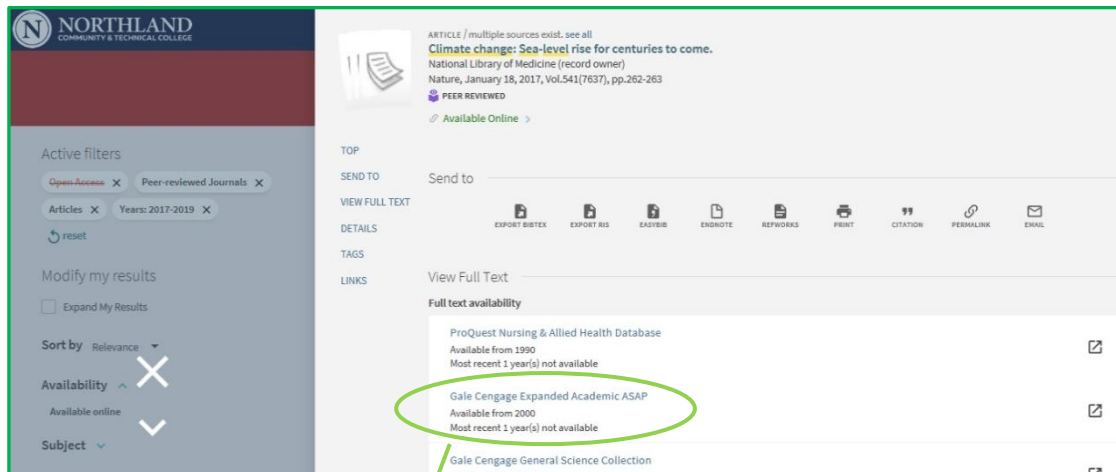 N NORTHLAND
COMMUNITY & TECHNICAL COLLEGE
Active filters
Open Access X Peer-reviewed Journals X
Articles X Years: 2017-2019 X
reset
Modify my results
Expand My Results
Sort by Relevance
Availability
Available online
Subject
ARTICLE / multiple sources exist. see all
Climate change: Sea-level rise for centuries to come.
National Library of Medicine (record owner)
Nature, January 18, 2017, Vol.541(7637), pp.262-263
PEER REVIEWED
Available Online >
TOP
SEND TO
VIEW FULL TEXT
DETAILS
TAGS
LINKS
Send to
EXPORT BIBTEX EXPORT RIS EASYBIB ENDNOTE REFWORKS PRINT CITATION PERMALINK EMAIL
View Full Text
Full text availability
ProQuest Nursing & Allied Health Database
Available from 1990
Most recent 1 year(s) not available
Gale Cengage Expanded Academic ASAP
Available from 2000
Most recent 1 year(s) not available
Gale Cengage General Science Collection